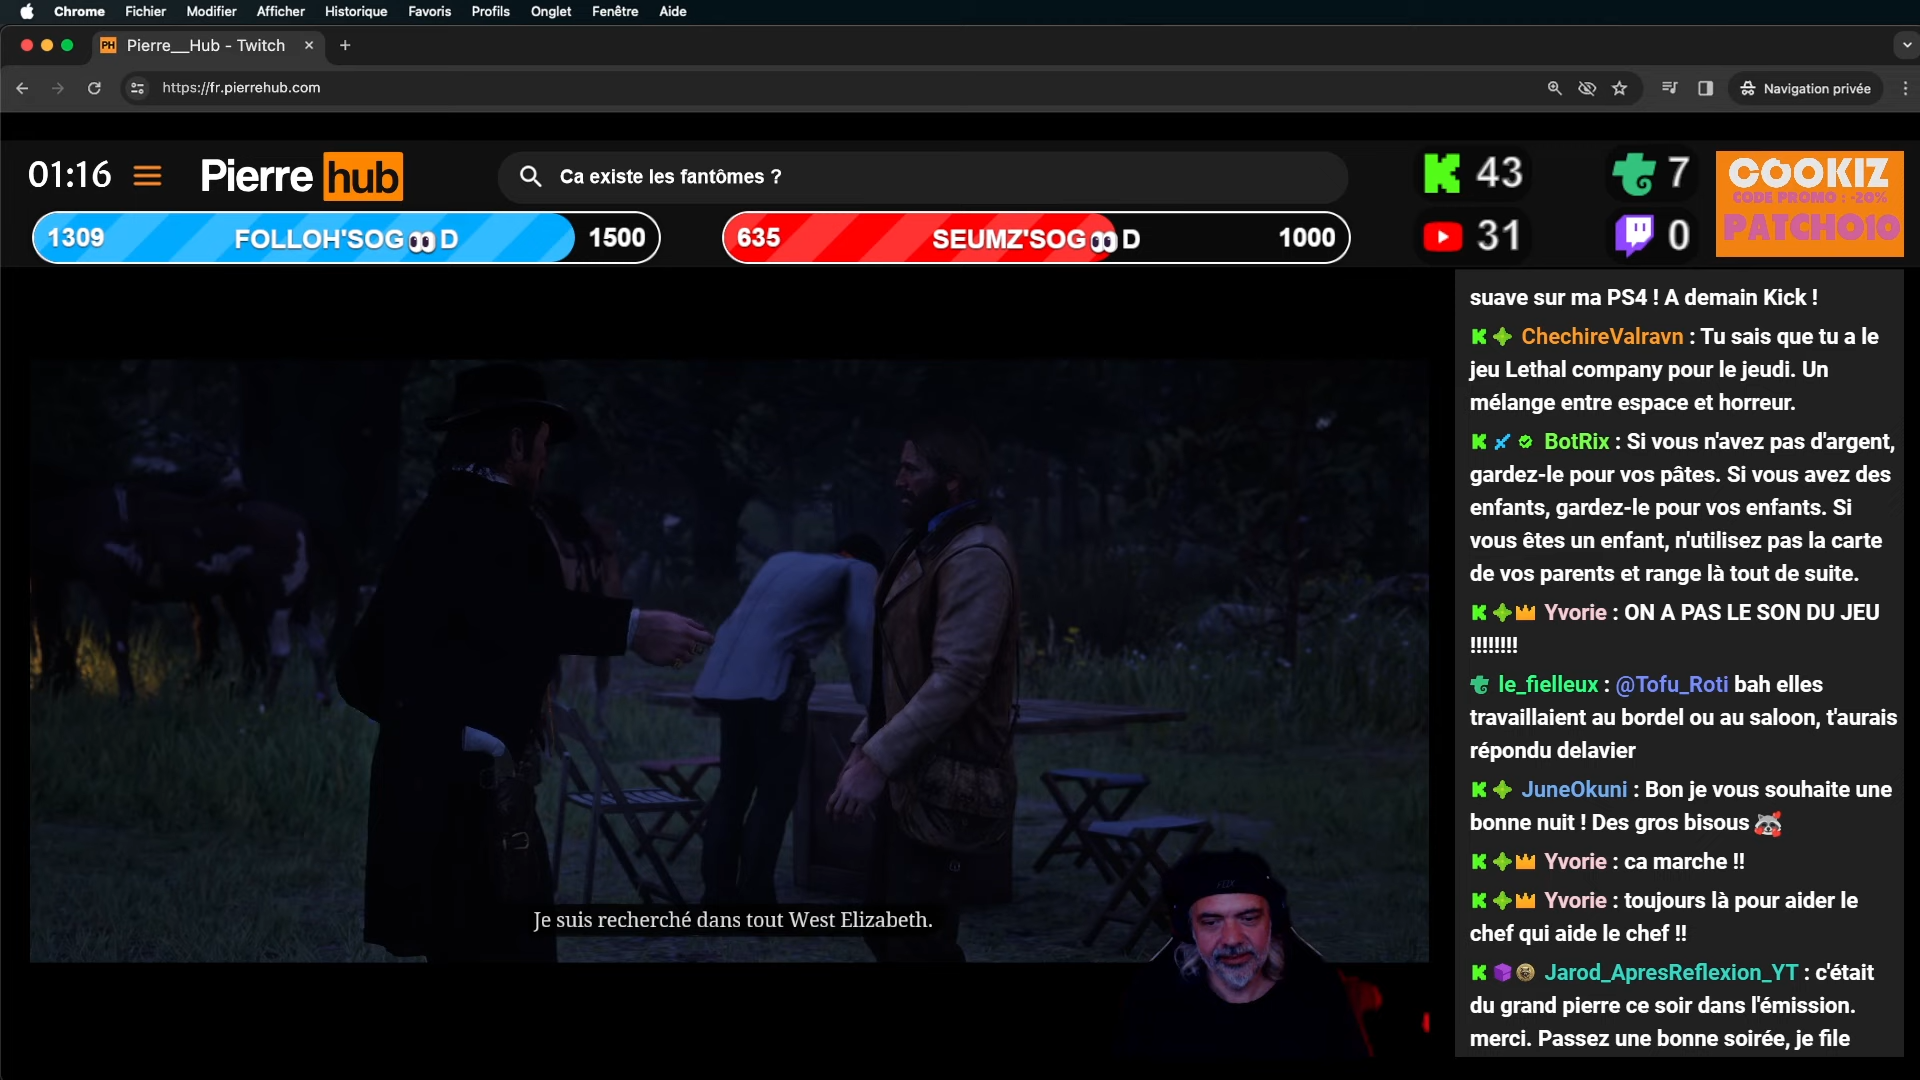 Chrome Fichier Modifier Afficher Historique Favoris Profils Onglet Fenêtre Aide
PH Pierre__Hub - Twitch
https://fr.pierrehub.com
Navigation privée
01:16
Pierre hub
Ca existe les fantômes ?
43
7
COOKIZ
CODE PROMO : -20%
PATCHO10
1309 FOLLOH'SOG👀D 1500
635 SEUMZ'SOG👀D 1000
31
0
suave sur ma PS4 ! A demain Kick !
ChechireValravn : Tu sais que tu a le
jeu Lethal company pour le jeudi. Un
mélange entre espace et horreur.
BotRix : Si vous n'avez pas d'argent,
gardez-le pour vos pâtes. Si vous avez des
enfants, gardez-le pour vos enfants. Si
vous êtes un enfant, n'utilisez pas la carte
de vos parents et range là tout de suite.
Yvorie : ON A PAS LE SON DU JEU
!!!!!!!!
le_fielleux : @Tofu_Roti bah elles
travaillaient au bordel ou au saloon, t'aurais
répondu delavier
JuneOkuni : Bon je vous souhaite une
bonne nuit ! Des gros bisous
Yvorie : ca marche !!
Yvorie : toujours là pour aider le
chef qui aide le chef !!
Jarod_ApresReflexion_YT : c'était
du grand pierre ce soir dans l'émission.
merci. Passez une bonne soirée, je file
Je suis recherché dans tout West Elizabeth.
FOX